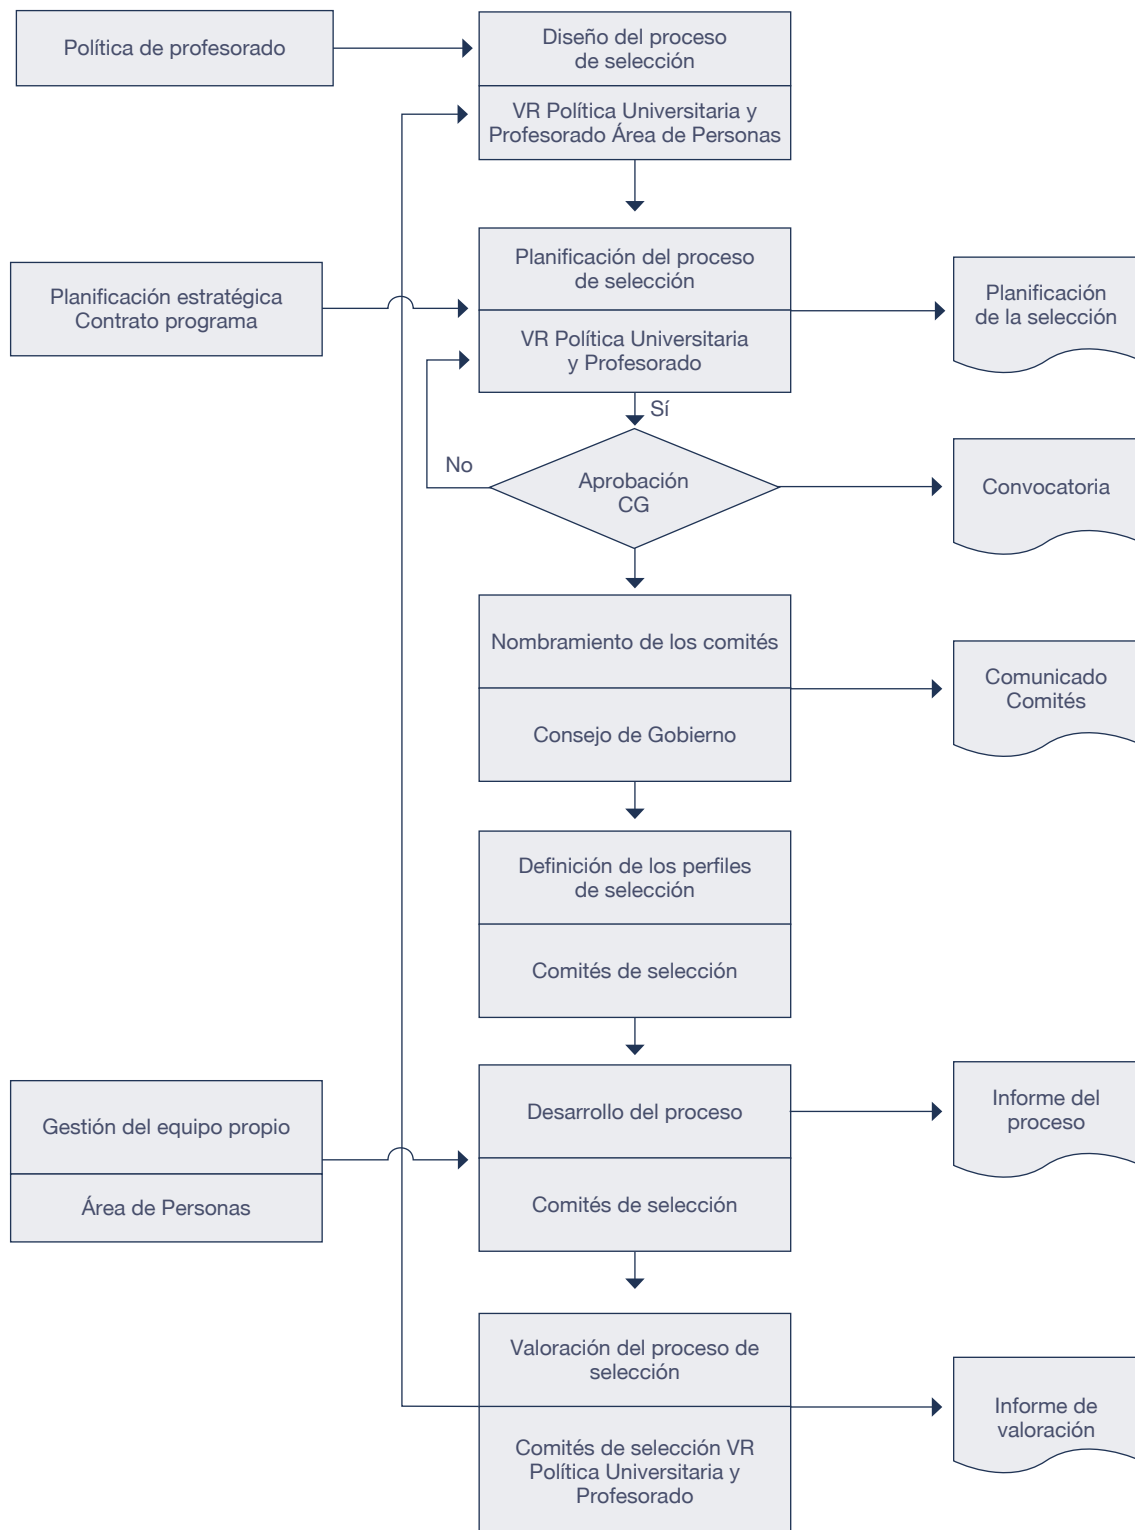 Política de profesorado
Diseño del proceso
de selección
VR Política Universitaria y
Profesorado Área de Personas
Planificación estratégica
Contrato programa
Planificación del proceso
de selección
VR Política Universitaria
y Profesorado
Planificación
de la selección
Sí
No
Aprobación
CG
Convocatoria
Nombramiento de los comités
Consejo de Gobierno
Comunicado
Comités
Definición de los perfiles
de selección
Comités de selección
Gestión del equipo propio
Área de Personas
Desarrollo del proceso
Comités de selección
Informe del
proceso
Valoración del proceso de
selección
Comités de selección VR
Política Universitaria y
Profesorado
Informe de
valoración